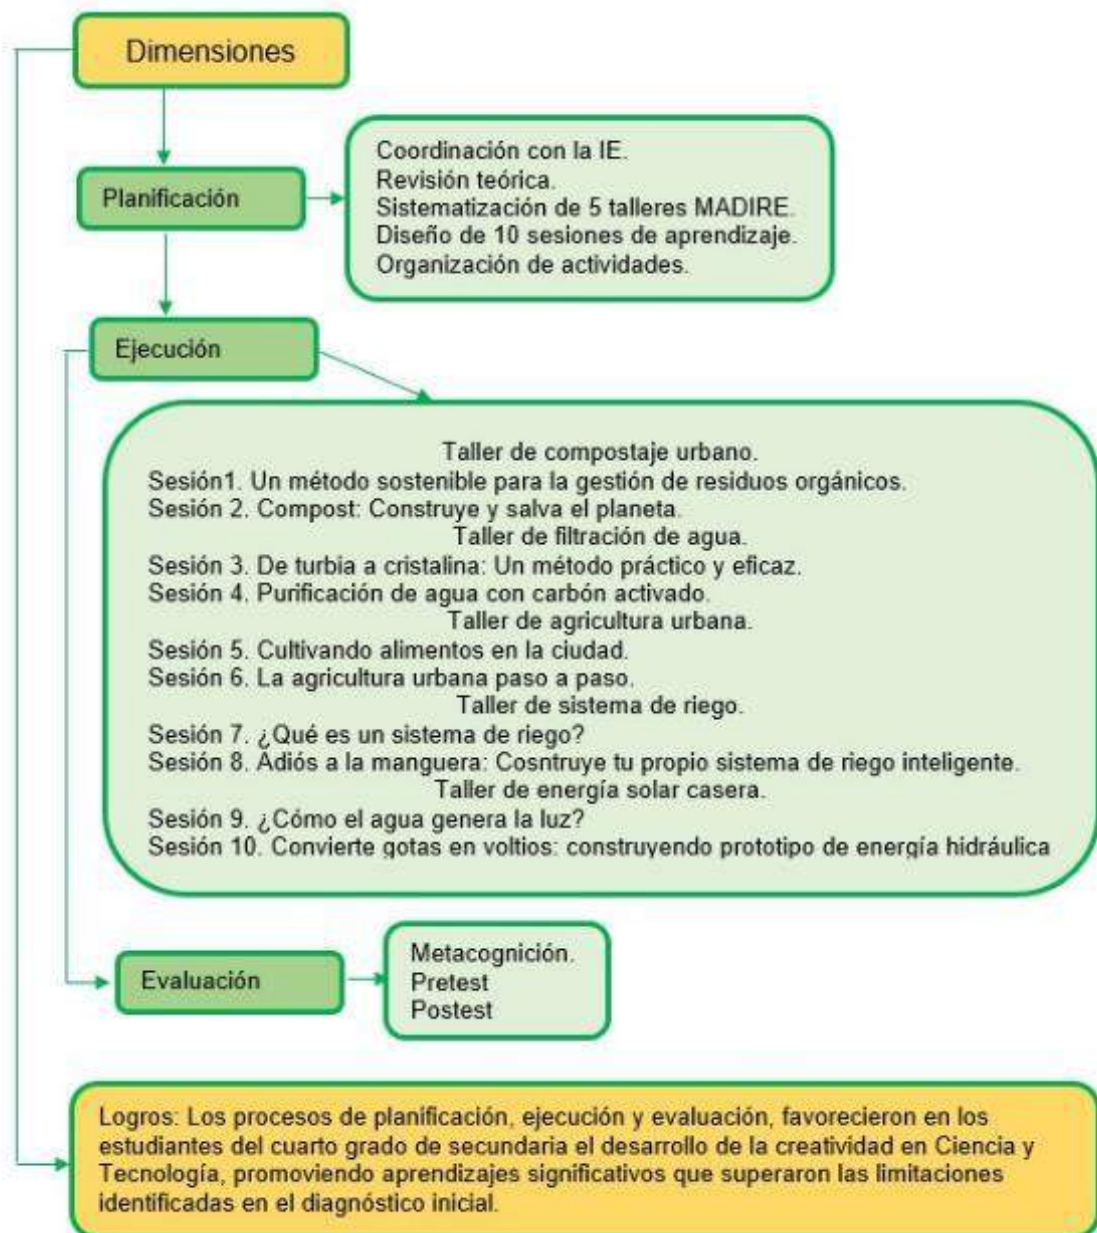 Dimensiones
Planificación
Coordinación con la IE.
Revisión teórica.
Sistematización de 5 talleres MADIRE.
Diseño de 10 sesiones de aprendizaje.
Organización de actividades.
Ejecución
Taller de compostaje urbano.
Sesión1. Un método sostenible para la gestión de residuos orgánicos.
Sesión 2. Compost: Construye y salva el planeta.
Taller de filtración de agua.
Sesión 3. De turbia a cristalina: Un método práctico y eficaz.
Sesión 4. Purificación de agua con carbón activado.
Taller de agricultura urbana.
Sesión 5. Cultivando alimentos en la ciudad.
Sesión 6. La agricultura urbana paso a paso.
Taller de sistema de riego.
Sesión 7. ¿Qué es un sistema de riego?
Sesión 8. Adiós a la manguera: Cosntruye tu propio sistema de riego inteligente.
Taller de energía solar casera.
Sesión 9. ¿Cómo el agua genera la luz?
Sesión 10. Convierte gotas en voltios: construyendo prototipo de energía hidráulica
Evaluación
Metacognición.
Pretest
Postest
Logros: Los procesos de planificación, ejecución y evaluación, favorecieron en los
estudiantes del cuarto grado de secundaria el desarrollo de la creatividad en Ciencia y
Tecnología, promoviendo aprendizajes significativos que superaron las limitaciones
identificadas en el diagnóstico inicial.